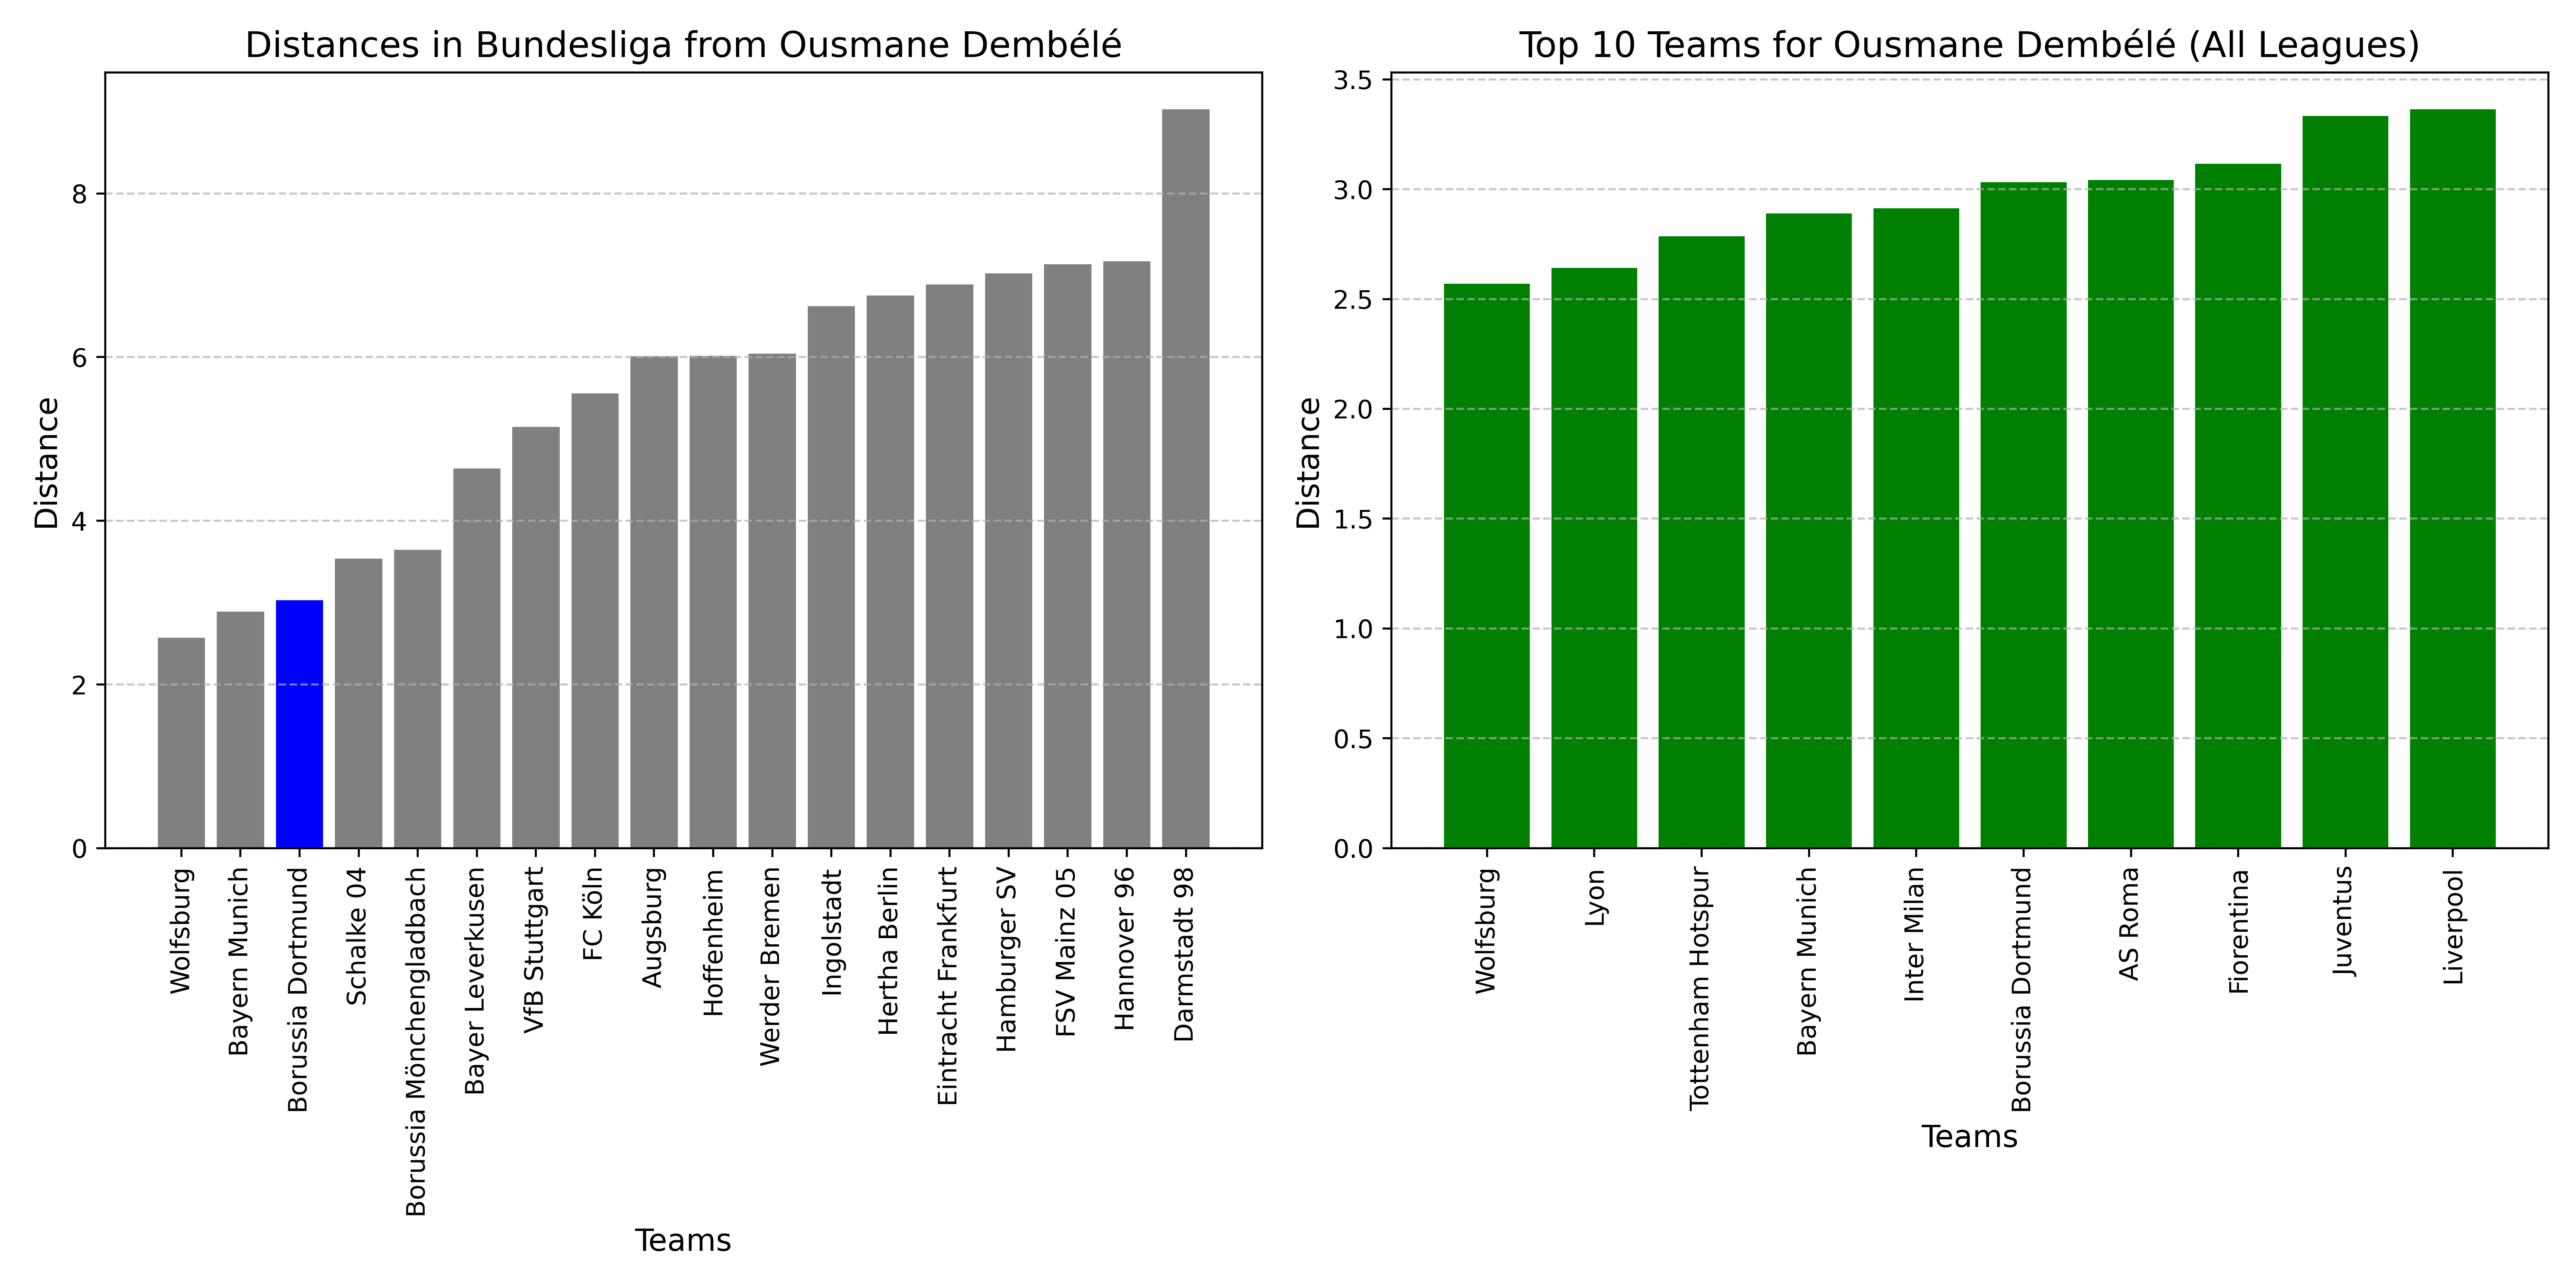 Distances in Bundesliga from Ousmane Dembélé
Distance
8
6
4
2
0
Wolfsburg
Bayern Munich
Borussia Dortmund
Schalke 04
Borussia Mönchengladbach
Bayer Leverkusen
VfB Stuttgart
FC Köln
Augsburg
Hoffenheim
Werder Bremen
Ingolstadt
Hertha Berlin
Eintracht Frankfurt
Hamburger SV
FSV Mainz 05
Hannover 96
Darmstadt 98
Teams
Top 10 Teams for Ousmane Dembélé (All Leagues)
Distance
3.5
3.0
2.5
2.0
1.5
1.0
0.5
0.0
Wolfsburg
Lyon
Tottenham Hotspur
Bayern Munich
Inter Milan
Borussia Dortmund
AS Roma
Fiorentina
Juventus
Liverpool
Teams